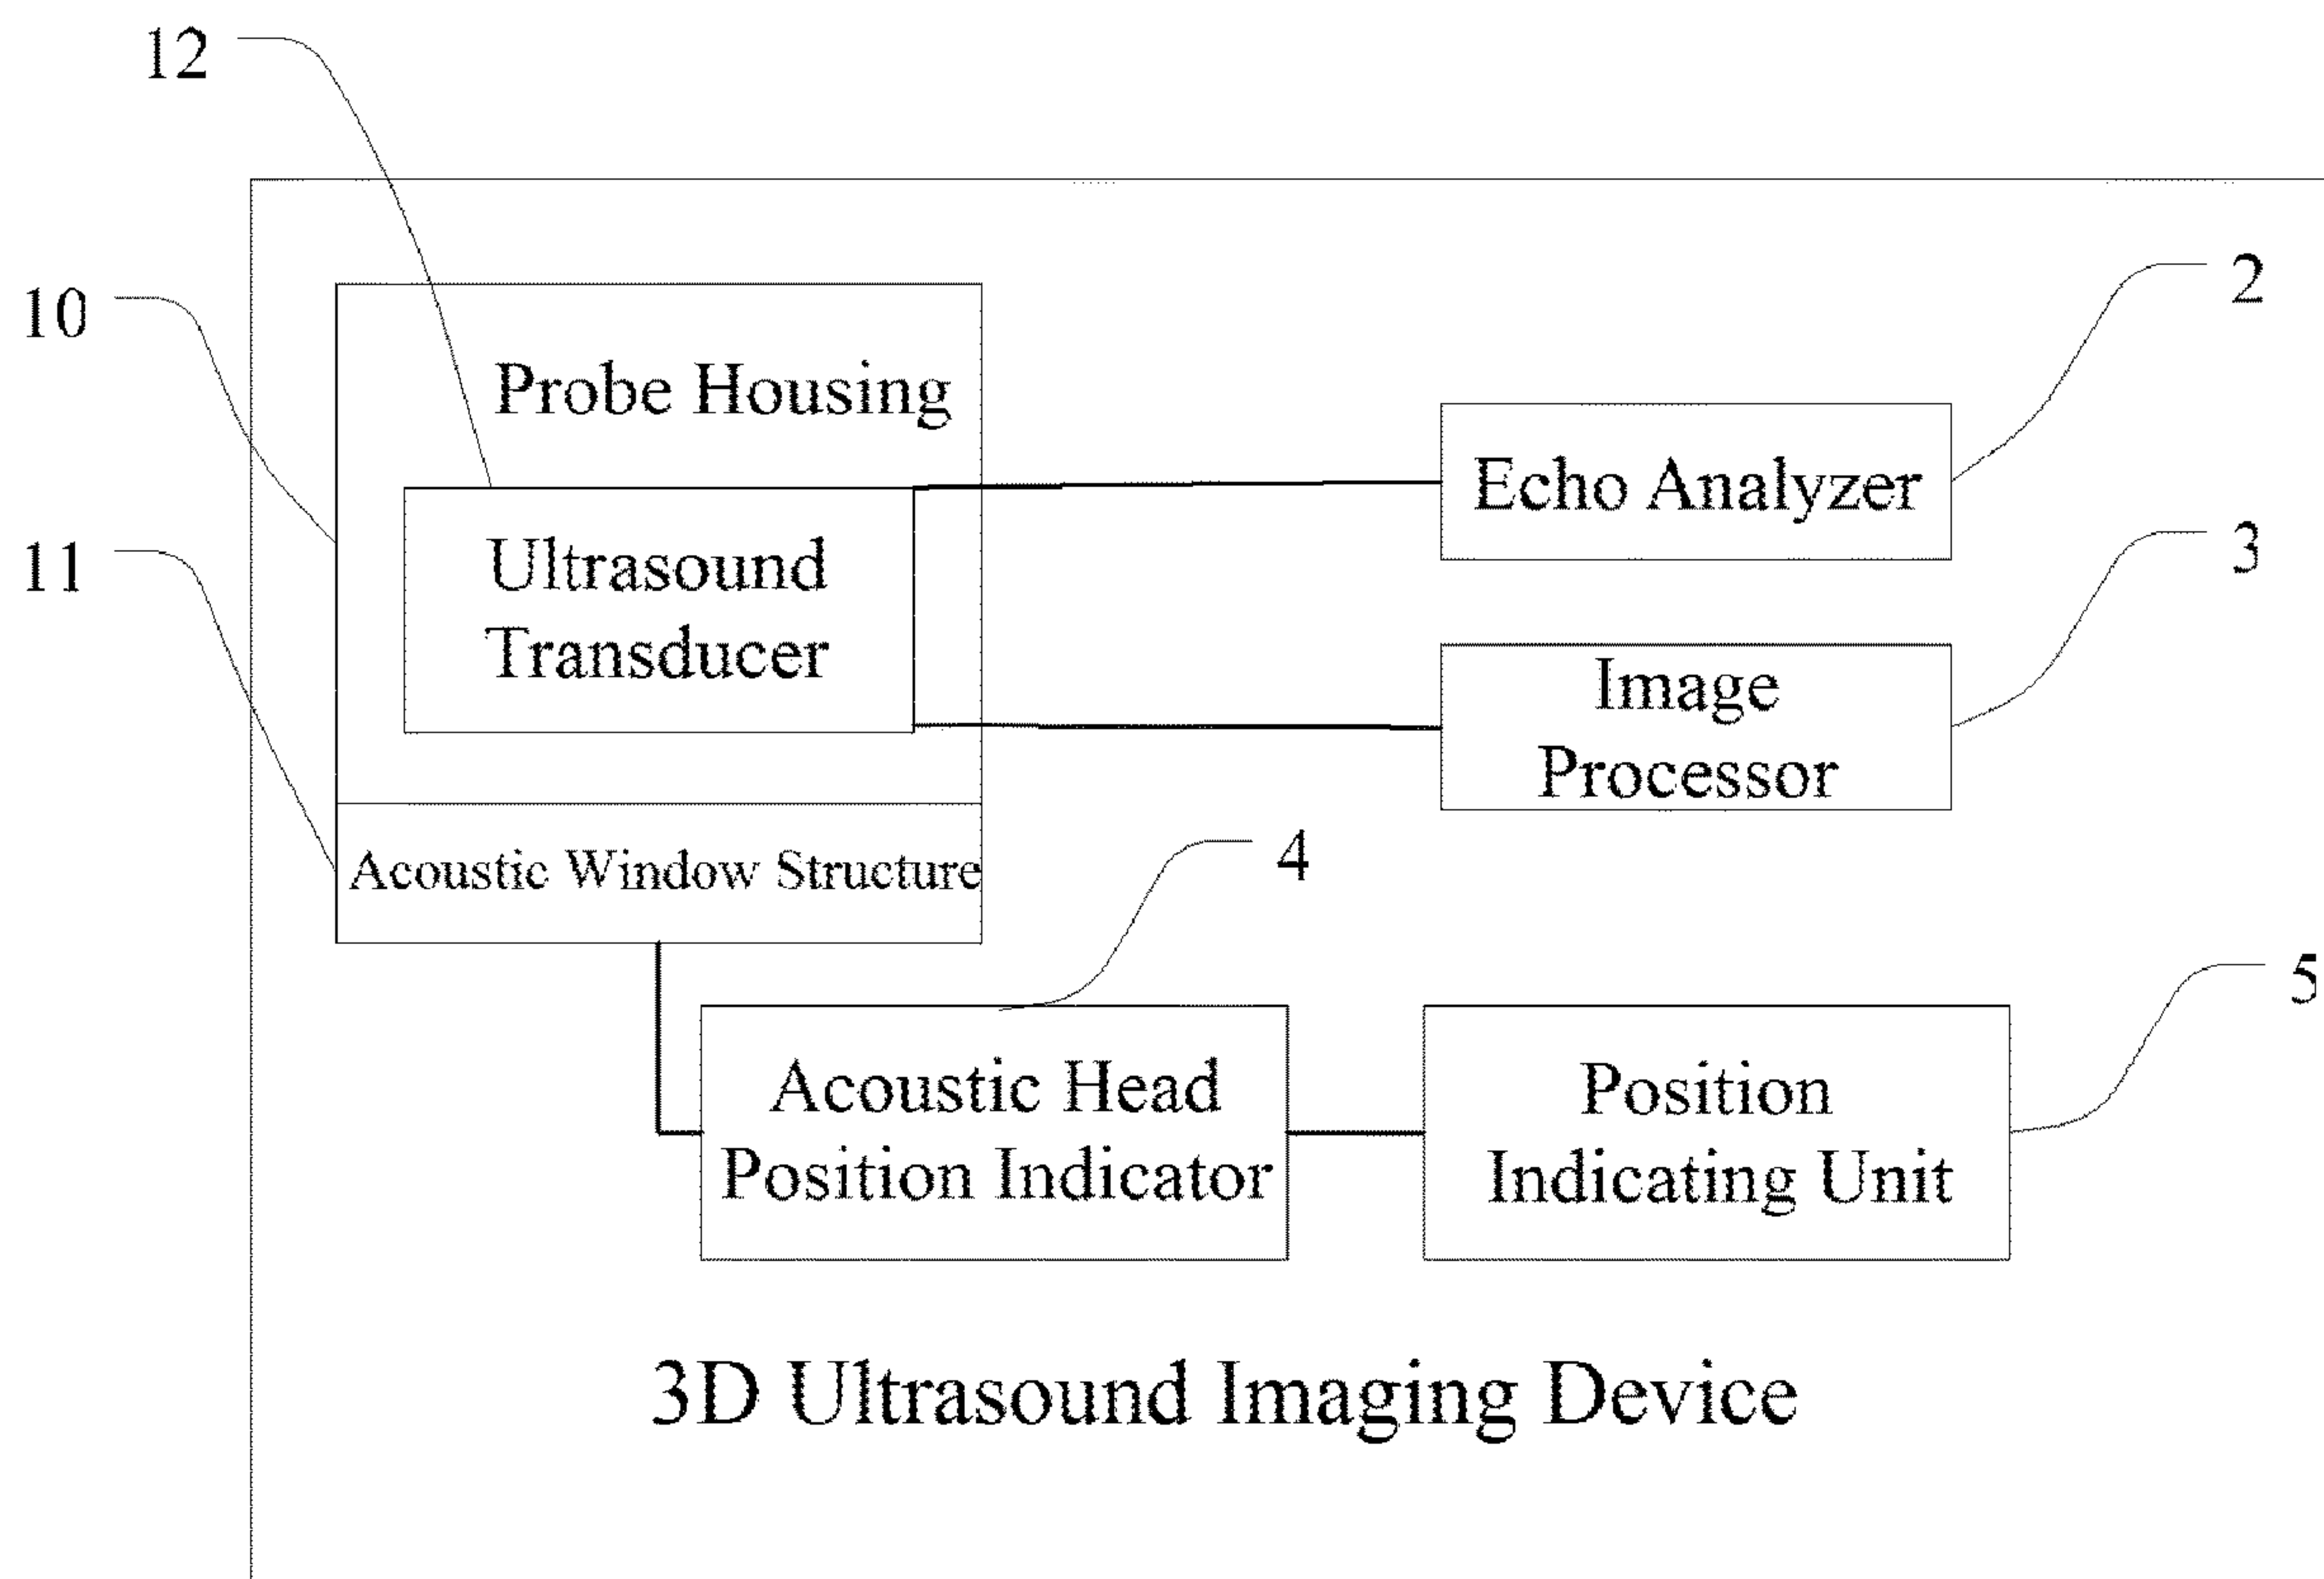 12
10
2
Probe Housing
Echo Analyzer
11
Ultrasound
Transducer
3
Image
Processor
Acoustic Window Structure
4
5
Acoustic Head
Position Indicator
Position
Indicating Unit
3D Ultrasound Imaging Device